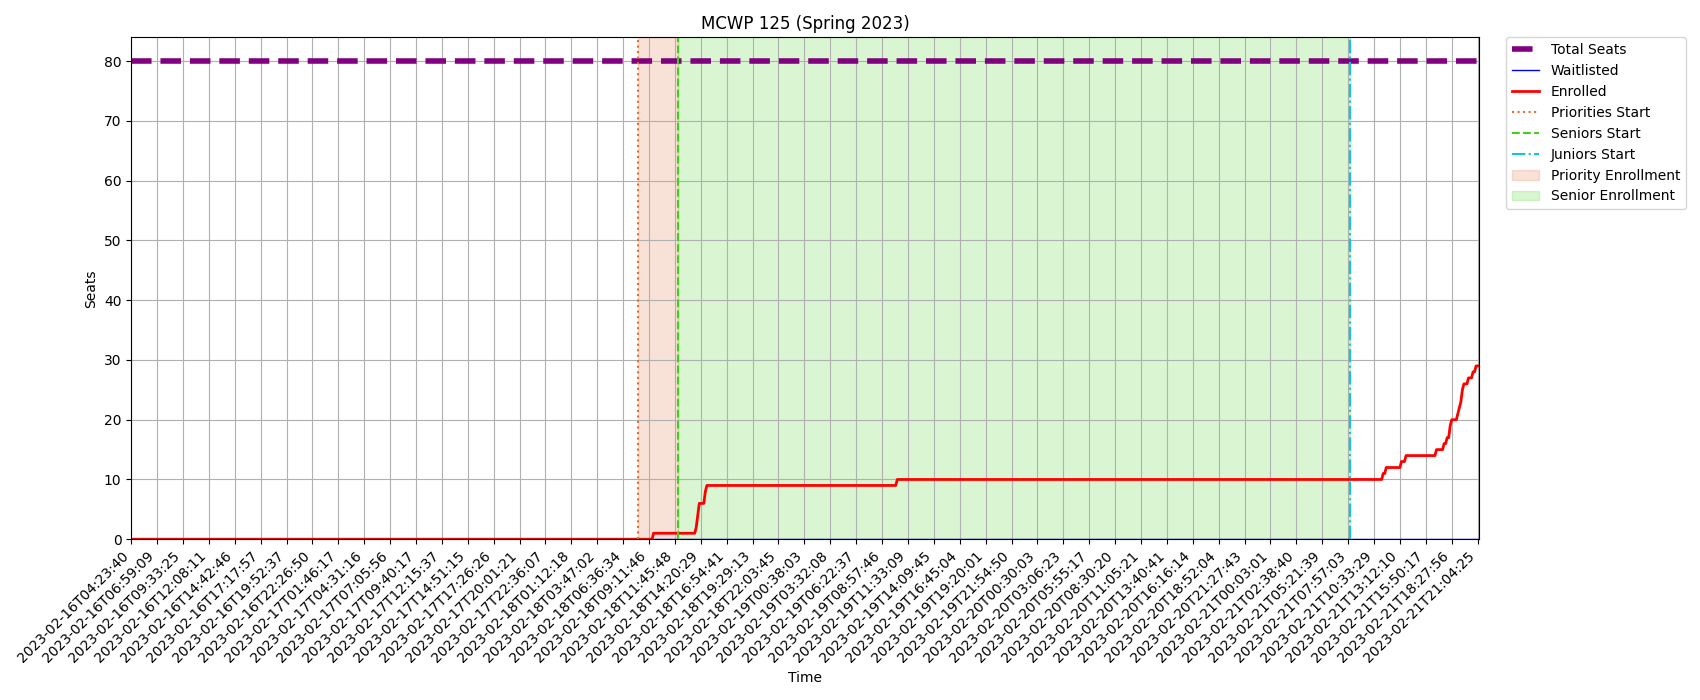 MCWP 125 (Spring 2023)
Total Seats
Waitlisted
Enrolled
Priorities Start
Seniors Start
Juniors Start
Priority Enrollment
Senior Enrollment
Seats
80
70
60
50
40
30
20
10
0
2023-02-16T04:23:40
2023-02-16T06:59:09
2023-02-16T09:33:25
2023-02-16T12:08:11
2023-02-16T14:42:46
2023-02-16T17:17:57
2023-02-16T19:52:37
2023-02-16T22:26:50
2023-02-17T01:46:17
2023-02-17T04:31:16
2023-02-17T07:05:56
2023-02-17T09:40:17
2023-02-17T12:15:37
2023-02-17T14:51:15
2023-02-17T17:26:26
2023-02-17T20:01:21
2023-02-17T22:36:07
2023-02-18T01:12:18
2023-02-18T03:47:02
2023-02-18T06:36:34
2023-02-18T09:11:46
2023-02-18T11:45:48
2023-02-18T14:20:29
2023-02-18T16:54:41
2023-02-18T19:29:13
2023-02-18T22:03:45
2023-02-19T00:38:03
2023-02-19T03:32:08
2023-02-19T06:22:37
2023-02-19T08:57:46
2023-02-19T11:33:09
2023-02-19T14:09:45
2023-02-19T16:45:04
2023-02-19T19:20:01
2023-02-19T21:54:50
2023-02-20T00:30:03
2023-02-20T03:06:23
2023-02-20T05:55:17
2023-02-20T08:30:20
2023-02-20T11:05:21
2023-02-20T13:40:41
2023-02-20T16:16:14
2023-02-20T18:52:04
2023-02-20T21:27:43
2023-02-21T00:03:01
2023-02-21T02:38:40
2023-02-21T05:21:39
2023-02-21T07:57:03
2023-02-21T10:33:29
2023-02-21T13:12:10
2023-02-21T15:50:17
2023-02-21T18:27:56
2023-02-21T21:04:25
Time